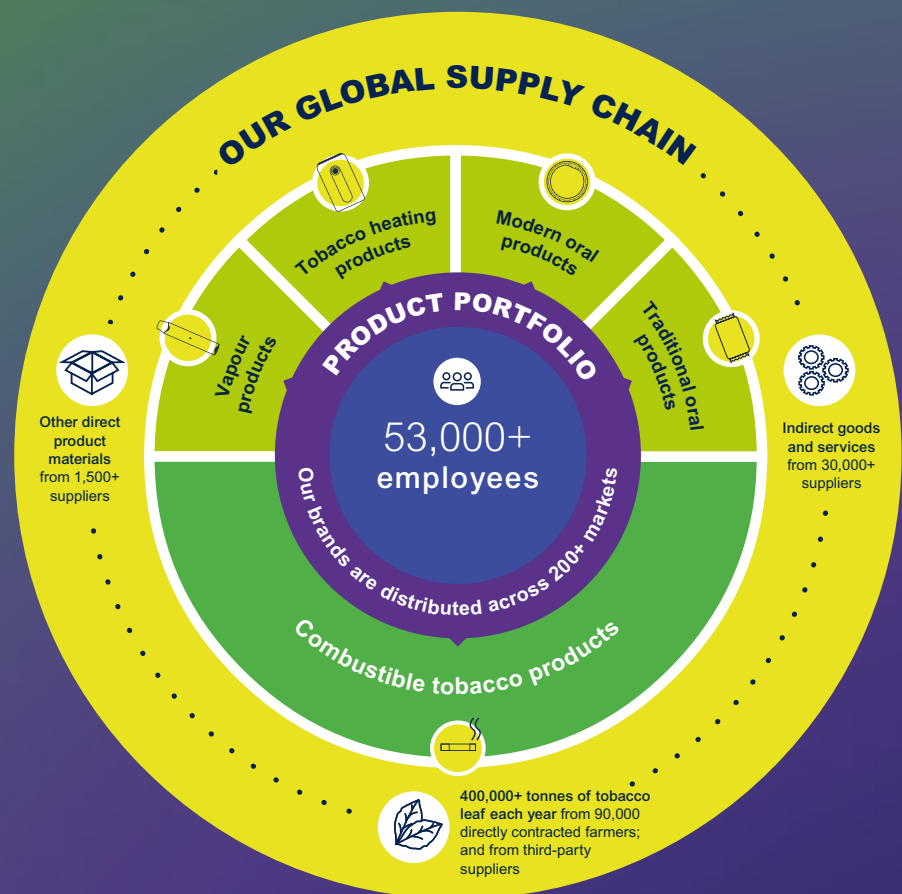 OUR GLOBAL SUPPLY CHAIN
Tobacco heating
products
Modern oral
products
Vapour
products
Traditional oral
products
PRODUCT PORTFOLIO
53,000+
employees
Our brands are distributed across 200+ markets
Other direct
product
materials
from 1,500+
suppliers
Indirect goods
and services
from 30,000+
suppliers
Combustible tobacco products
400,000+ tonnes of tobacco
leaf each year from 90,000
directly contracted farmers;
and from third-party
suppliers